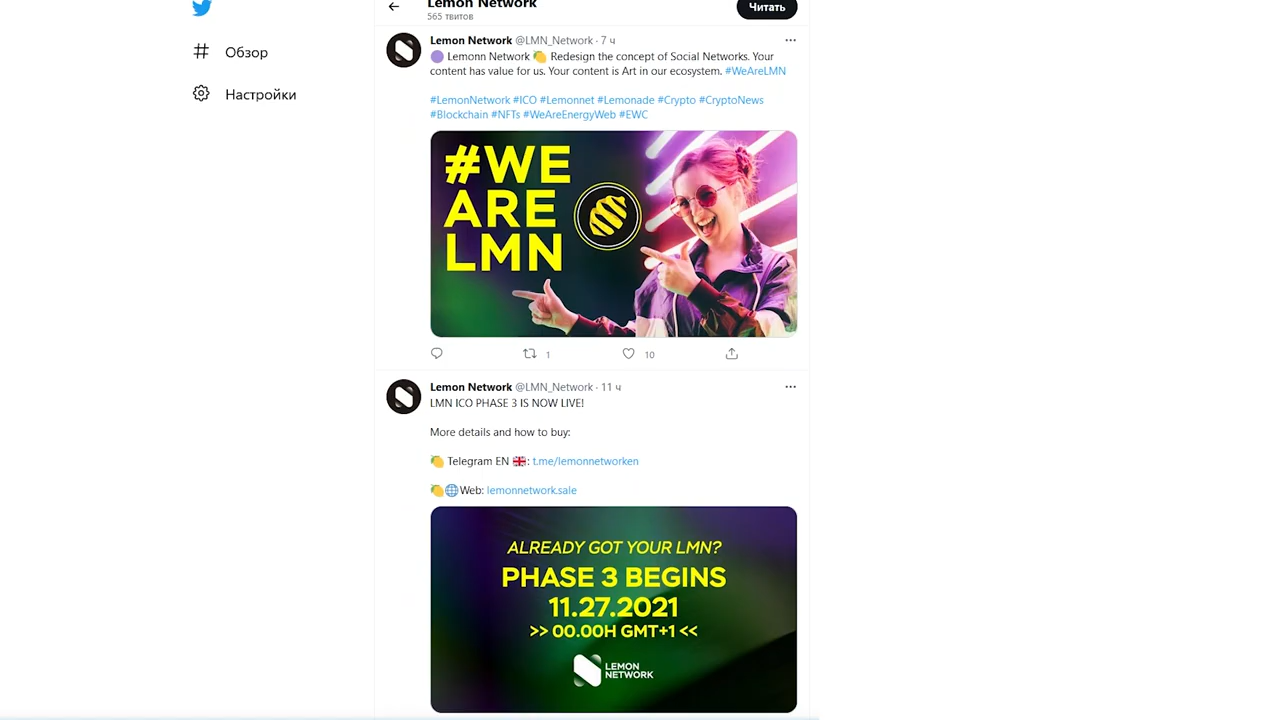 Lemon Network
565 твитов
Читать
Обзор
Настройки
Lemon Network @LMN_Network · 7 ч
Lemonn Network 🍋 Redesign the concept of Social Networks. Your
content has value for us. Your content is Art in our ecosystem. #WeAreLMN
#LemonNetwork #ICO #Lemonnet #Lemonade #Crypto #CryptoNews
#Blockchain #NFTs #WeAreEnergyWeb #EWC
#WE
ARE
LMN
1
10
Lemon Network @LMN_Network · 11 ч
LMN ICO PHASE 3 IS NOW LIVE!
More details and how to buy:
🍋 Telegram EN 🇬🇧: t.me/lemonnetworken
🍋🌐Web: lemonnetwork.sale
ALREADY GOT YOUR LMN?
PHASE 3 BEGINS
11.27.2021
>> 00.00H GMT+1 <<
LEMON
NETWORK